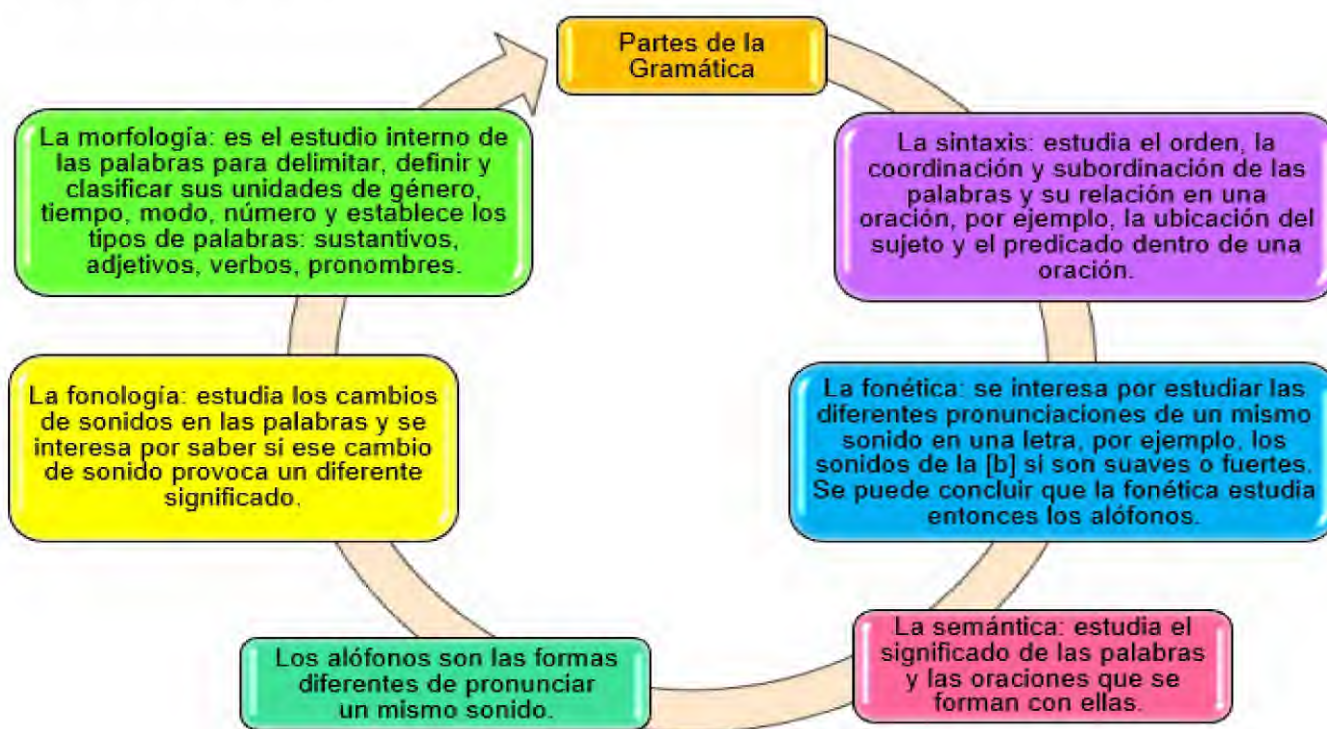 Partes de la
Gramática
La sintaxis: estudia el orden, la
coordinación y subordinación de las
palabras y su relación en una
oración, por ejemplo, la ubicación del
sujeto y el predicado dentro de una
oración.
La fonética: se interesa por estudiar las
diferentes pronunciaciones de un mismo
sonido en una letra, por ejemplo, los
sonidos de la [b] si son suaves o fuertes.
Se puede concluir que la fonética estudia
entonces los alófonos.
La semántica: estudia el
significado de las palabras
y las oraciones que se
forman con ellas.
Los alófonos son las formas
diferentes de pronunciar
un mismo sonido.
La fonología: estudia los cambios
de sonidos en las palabras y se
interesa por saber si ese cambio
de sonido provoca un diferente
significado.
La morfología: es el estudio interno de
las palabras para delimitar, definir y
clasificar sus unidades de género,
tiempo, modo, número y establece los
tipos de palabras: sustantivos,
adjetivos, verbos, pronombres.